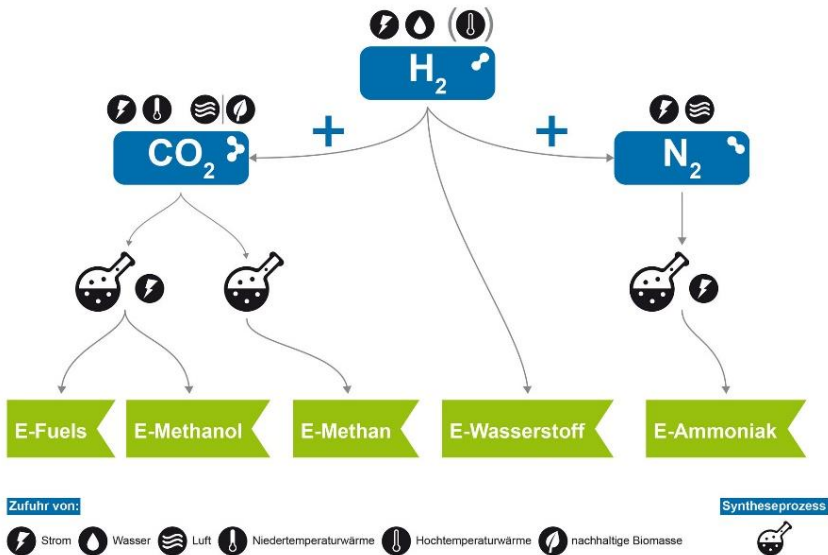 H₂
CO₂
N₂
+
+
E-Fuels
E-Methanol
E-Methan
E-Wasserstoff
E-Ammoniak
Zufuhr von:
Syntheseprozess
Strom
Wasser
Luft
Niedertemperaturwärme
Hochtemperaturwärme
nachhaltige Biomasse